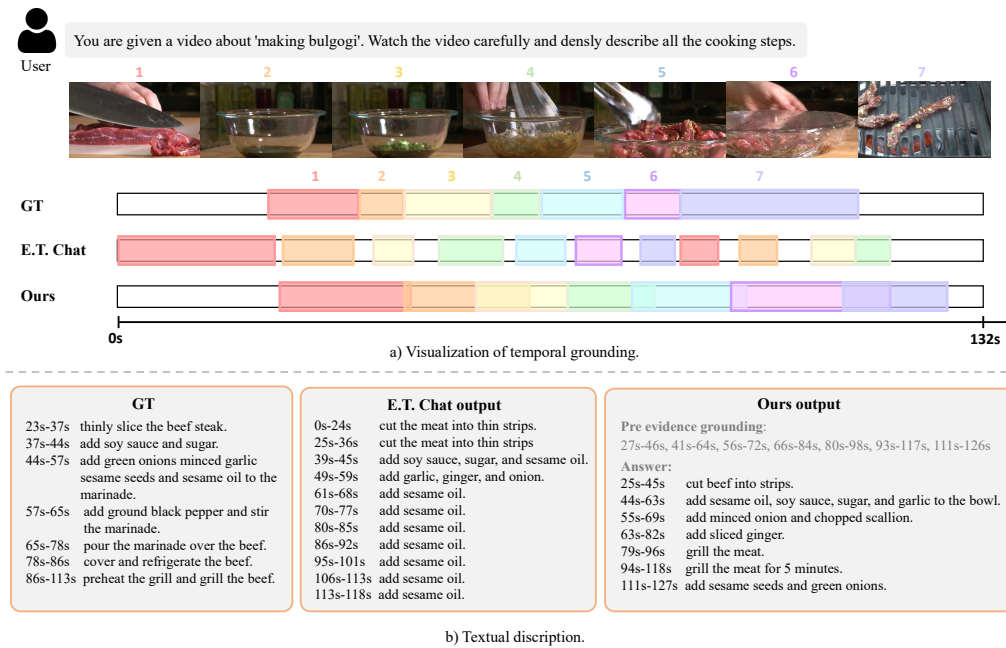 You are given a video about 'making bulgogi'. Watch the video carefully and densly describe all the cooking steps.
User
1 2 3 4 5 6 7
1 2 3 4 5 6 7
GT
E.T. Chat
Ours
0s 132s
a) Visualization of temporal grounding.
GT
23s-37s thinly slice the beef steak.
37s-44s add soy sauce and sugar.
44s-57s add green onions minced garlic
sesame seeds and sesame oil to the
marinade.
57s-65s add ground black pepper and stir
the marinade.
65s-78s pour the marinade over the beef.
78s-86s cover and refrigerate the beef.
86s-113s preheat the grill and grill the beef.
E.T. Chat output
0s-24s cut the meat into thin strips.
25s-36s cut the meat into thin strips
39s-45s add soy sauce, sugar, and sesame oil.
49s-59s add garlic, ginger, and onion.
61s-68s add sesame oil.
70s-77s add sesame oil.
80s-85s add sesame oil.
86s-92s add sesame oil.
95s-101s add sesame oil.
106s-113s add sesame oil.
113s-118s add sesame oil.
Ours output
Pre evidence grounding:
27s-46s, 41s-64s, 56s-72s, 66s-84s, 80s-98s, 93s-117s, 111s-126s
Answer:
25s-45s cut beef into strips.
44s-63s add sesame oil, soy sauce, sugar, and garlic to the bowl.
55s-69s add minced onion and chopped scallion.
63s-82s add sliced ginger.
79s-96s grill the meat.
94s-118s grill the meat for 5 minutes.
111s-127s add sesame seeds and green onions.
b) Textual discription.